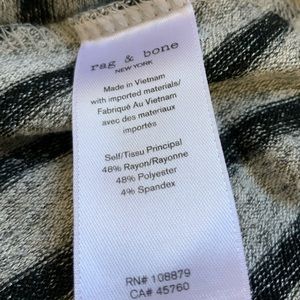 rag & bone
NEW YORK
Made in Vietnam
with imported materials/
Fabriqué Au Vietnam
avec des materiaux
importés
Self/Tissu Principal
48% Rayon/Rayonne
48% Polyester
4% Spandex
RN# 108879
CA# 45760